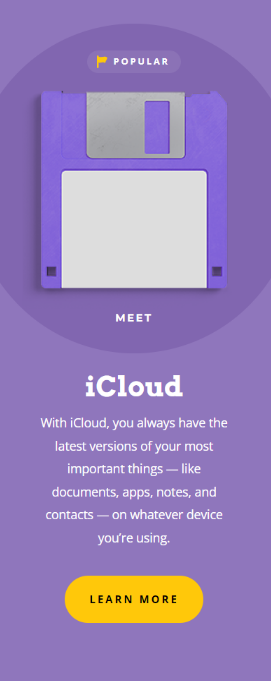 POPULAR
MEET
iCloud
With iCloud, you always have the
latest versions of your most
important things — like
documents, apps, notes, and
contacts — on whatever device
you’re using.
LEARN MORE